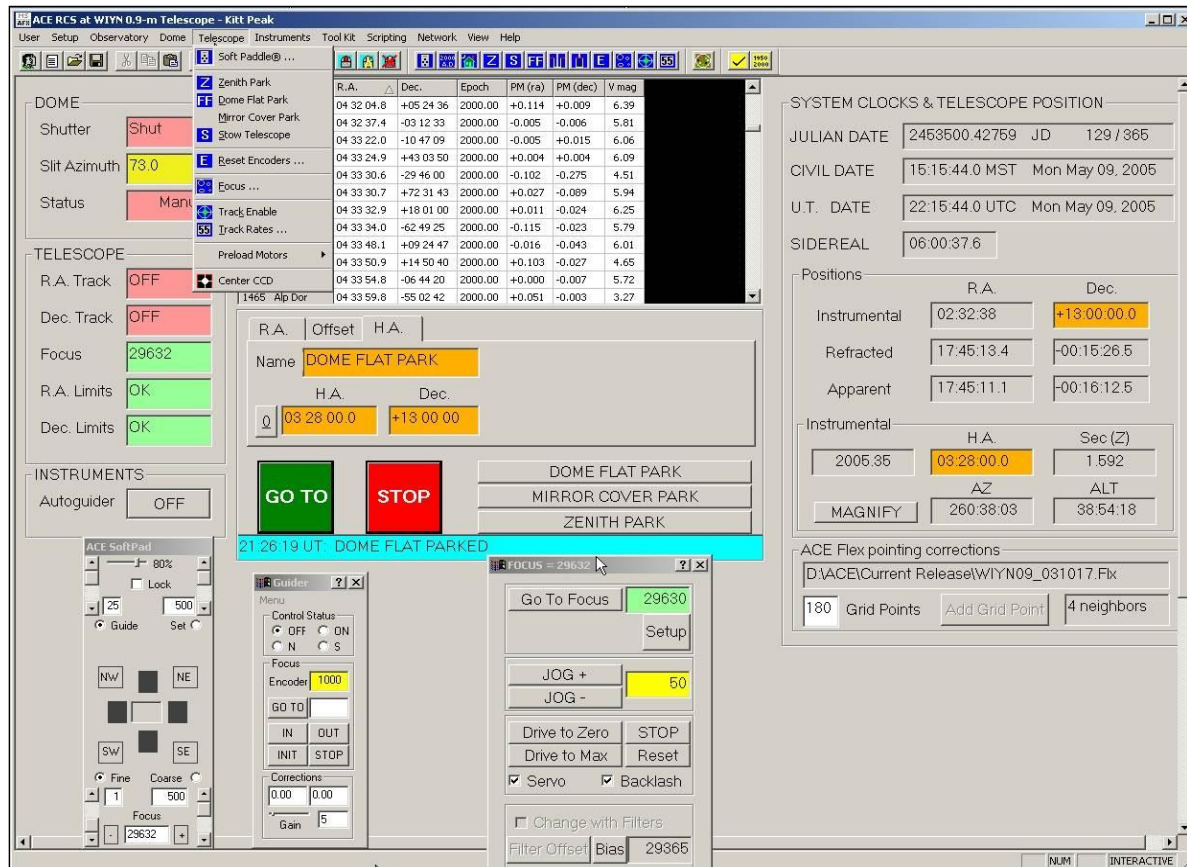 ACE RCS at WIYN 0.9-m Telescope - Kitt Peak
User Setup Observatory Dome Telescope Instruments Tool Kit Scripting Network View Help
Soft Paddle® ...
Zenith Park
Dome Flat Park
Mirror Cover Park
Stow Telescope
Reset Encoders ...
Focus ...
Track Enable
Track Rates ...
Preload Motors
Center CCD
DOME
Shutter Shut
Slit Azimuth 73.0
Status Manu
TELESCOPE
R.A. Track OFF
Dec. Track OFF
Focus 29632
R.A. Limits OK
Dec. Limits OK
INSTRUMENTS
Autoguider OFF
R.A. Dec. Epoch PM (ra) PM (dec) V mag
04 32 04.8 +05 24 36 2000.00 +0.114 +0.009 6.39
04 32 37.4 -03 12 33 2000.00 -0.005 -0.006 5.81
04 33 22.0 -10 47 09 2000.00 -0.005 +0.015 6.06
04 33 24.9 +43 03 50 2000.00 +0.004 +0.004 6.09
04 33 30.6 -29 46 00 2000.00 -0.102 -0.275 4.51
04 33 30.7 +72 31 43 2000.00 +0.027 -0.089 5.94
04 33 32.9 +18 01 00 2000.00 +0.011 -0.024 6.25
04 33 34.0 -62 49 25 2000.00 -0.115 -0.023 5.79
04 33 48.1 +09 24 47 2000.00 -0.016 -0.043 6.01
04 33 50.9 +14 50 40 2000.00 +0.103 -0.027 4.65
04 33 54.8 -06 44 20 2000.00 +0.000 -0.007 5.72
1465 Alp Dor 04 33 59.8 -55 02 42 2000.00 +0.051 -0.003 3.27
R.A. Offset H.A.
Name DOME FLAT PARK
H.A. Dec.
0 03 28 00.0 +13 00 00
GO TO STOP
DOME FLAT PARK
MIRROR COVER PARK
ZENITH PARK
21:26:19 UT: DOME FLAT PARKED
SYSTEM CLOCKS & TELESCOPE POSITION
JULIAN DATE 2453500.42759 JD 129 / 365
CIVIL DATE 15:15:44.0 MST Mon May 09, 2005
U.T. DATE 22:15:44.0 UTC Mon May 09, 2005
SIDEREAL 06:00:37.6
Positions
R.A. Dec.
Instrumental 02:32:38 +13:00:00.0
Refracted 17:45:13.4 -00:15:26.5
Apparent 17:45:11.1 -00:16:12.5
Instrumental
H.A. Sec (Z)
2005.35 03:28:00.0 1.592
AZ ALT
MAGNIFY 260:38:03 38:54:18
ACE Flex pointing corrections
D:\ACE\Current Release\WIYN09_031017.Flx
180 Grid Points Add Grid Point 4 neighbors
ACE SoftPad
80%
Lock
25 500
Guide Set
NW NE
SW SE
Fine Coarse
1 500
Focus
- 29632 +
Guider
Menu
Control Status
OFF ON
N S
Focus
Encoder 1000
GO TO
IN OUT
INIT STOP
Corrections
0.00 0.00
Gain 5
FOCUS = 29632
Go To Focus 29630
Setup
JOG + 50
JOG -
Drive to Zero STOP
Drive to Max Reset
Servo Backlash
Change with Filters
Filter Offset Bias 29365
NUM INTERACTIVE